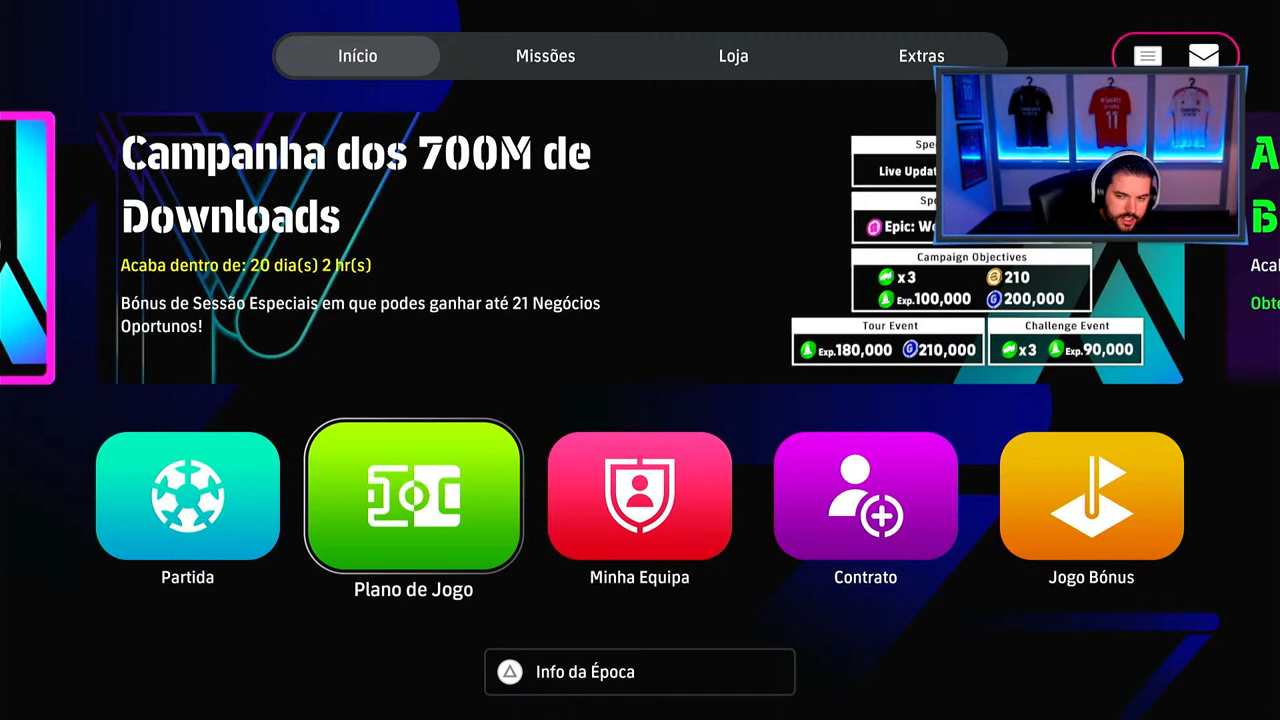 Início
Missões
Loja
Extras
Campanha dos 700M de
Downloads
Acaba dentro de: 20 dia(s) 2 hr(s)
Bónus de Sessão Especiais em que podes ganhar até 21 Negócios
Oportunos!
Live
Epic:
Campaign Objectives
x3
210
Exp.100,000
200,000
Tour Event
Exp.180,000
210,000
Challenge Event
x3
Exp.90,000
11
Partida
Plano de Jogo
Minha Equipa
Contrato
Jogo Bónus
Info da Época